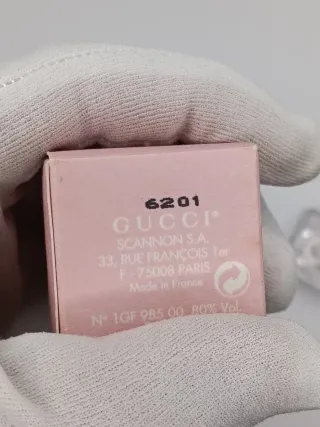 6201
GUCCI®
SCANNON S.A.
33, RUE FRANÇOIS 1er
F - 75008 PARIS
Made in France
N° 1GF 985.00 80% Vol.